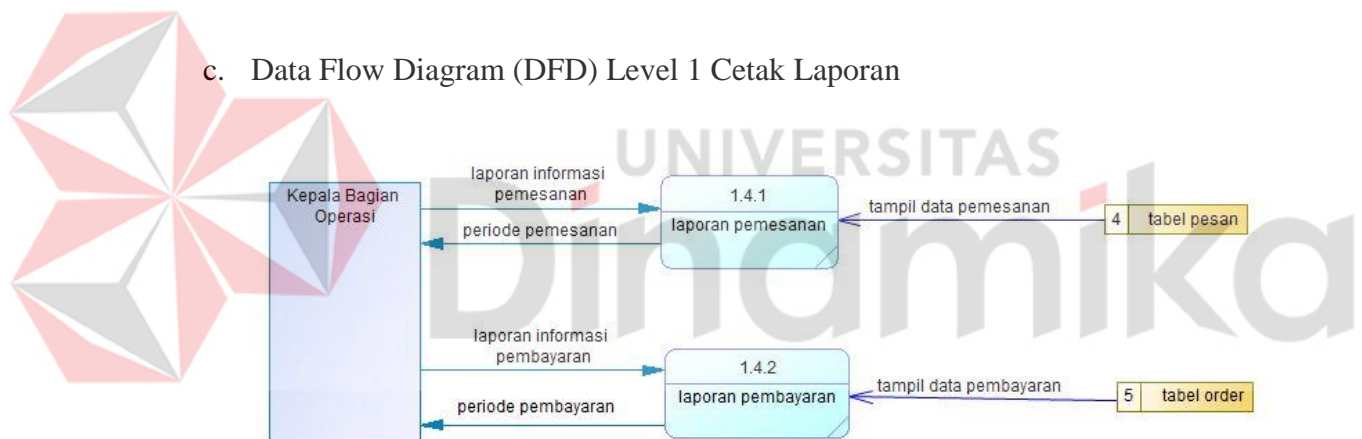 c. Data Flow Diagram (DFD) Level 1 Cetak Laporan
UNIVERSITAS
Dinamika
Kepala Bagian
Operasi
laporan informasi
pemesanan
periode pemesanan
1.4.1
laporan pemesanan
tampil data pemesanan
4 tabel pesan
laporan informasi
pembayaran
periode pembayaran
1.4.2
laporan pembayaran
tampil data pembayaran
5 tabel order